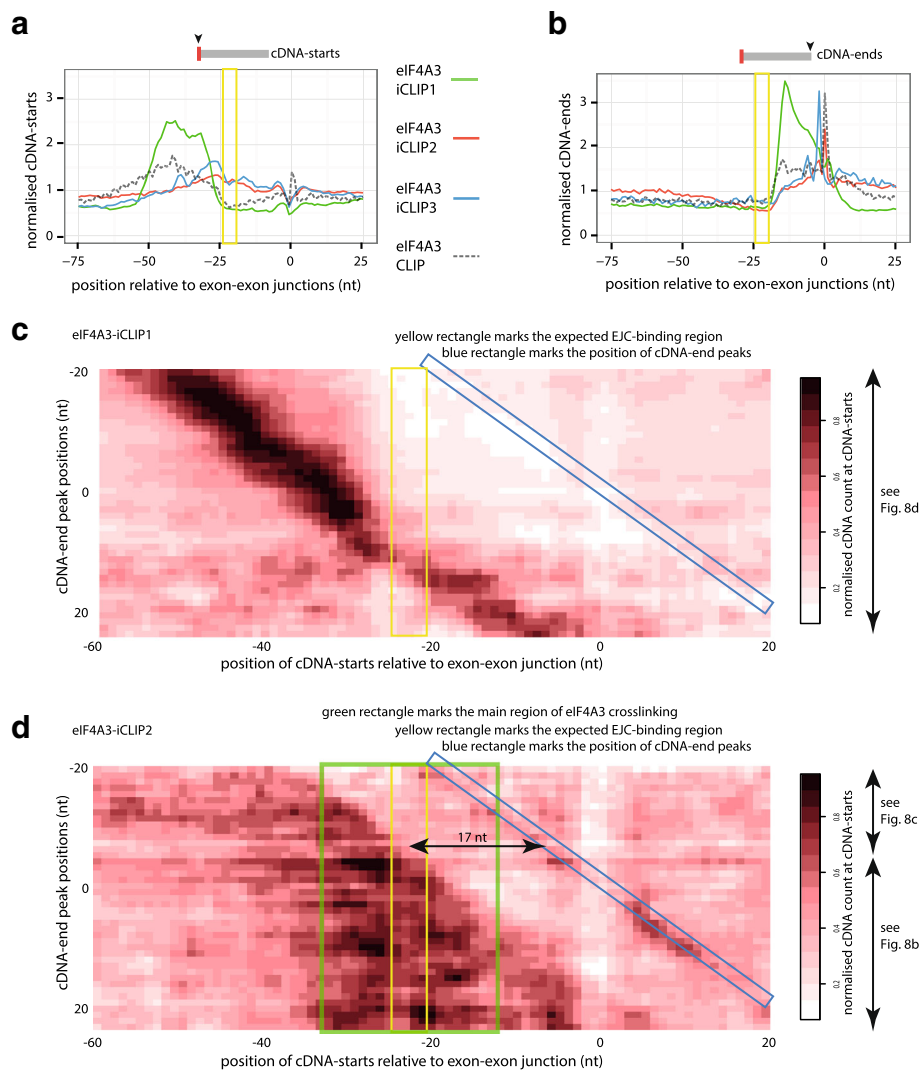 a
cDNA-starts
normalised cDNA-starts
3
2
1
0
−75
−50
−25
0
25
position relative to exon-exon junctions (nt)
eIF4A3
iCLIP1
eIF4A3
iCLIP2
eIF4A3
iCLIP3
eIF4A3
CLIP
b
cDNA-ends
normalised cDNA-ends
3
2
1
0
−75
−50
−25
0
25
position relative to exon-exon junctions (nt)
c
eIF4A3-iCLIP1
yellow rectangle marks the expected EJC-binding region
blue rectangle marks the position of cDNA-end peaks
cDNA-end peak positions (nt)
-20
0
20
-60
-40
-20
0
20
position of cDNA-starts relative to exon-exon junction (nt)
0.8
0.6
0.4
0.2
normalised cDNA count at cDNA-starts
see
Fig. 8d
green rectangle marks the main region of eIF4A3 crosslinking
d
eIF4A3-iCLIP2
yellow rectangle marks the expected EJC-binding region
blue rectangle marks the position of cDNA-end peaks
cDNA-end peak positions (nt)
-20
0
20
17 nt
-60
-40
-20
0
20
position of cDNA-starts relative to exon-exon junction (nt)
0.8
0.6
0.4
0.2
normalised cDNA count at cDNA-starts
see
Fig. 8c
see
Fig. 8b